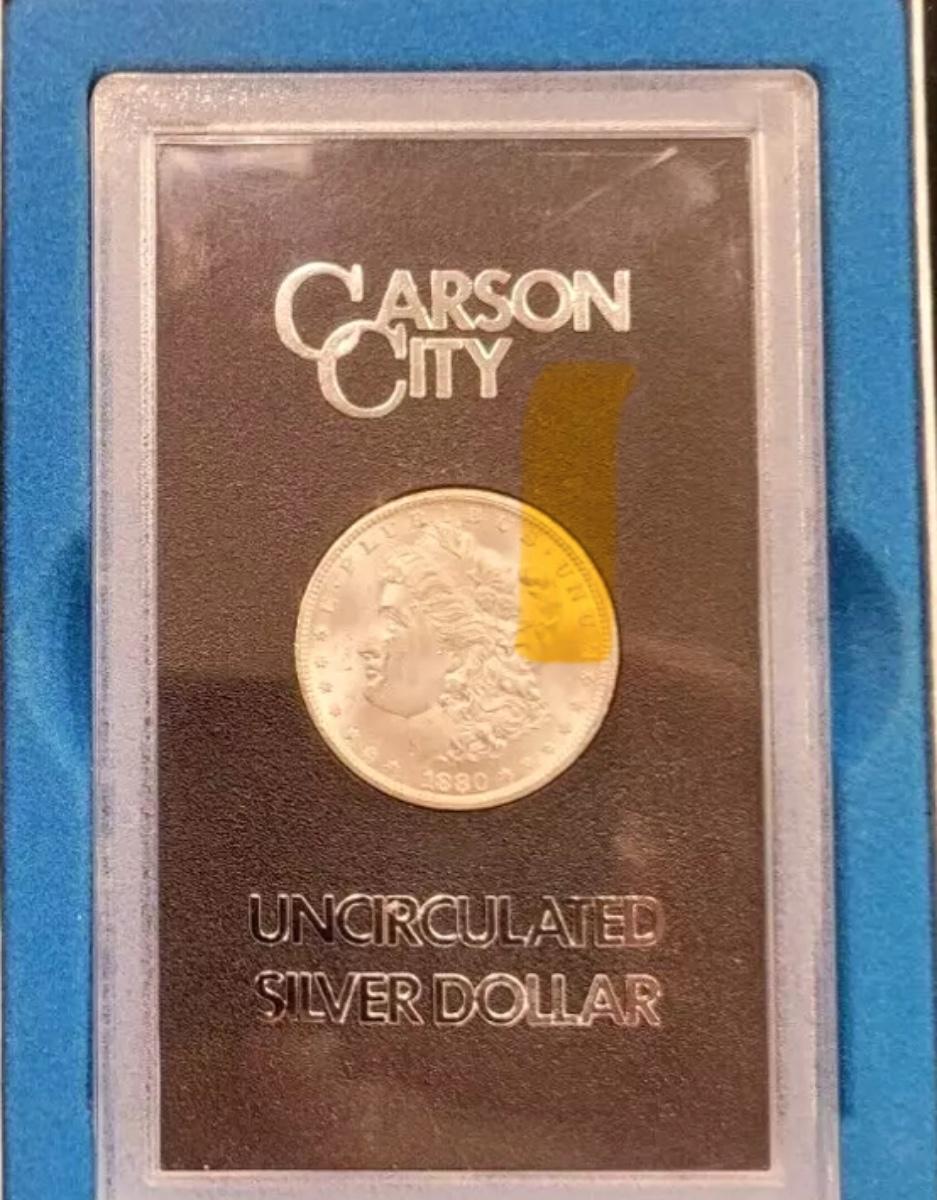 CARSON
CITY
E · PLURIBUS · UNUM
1880
UNCIRCULATED
SILVER DOLLAR